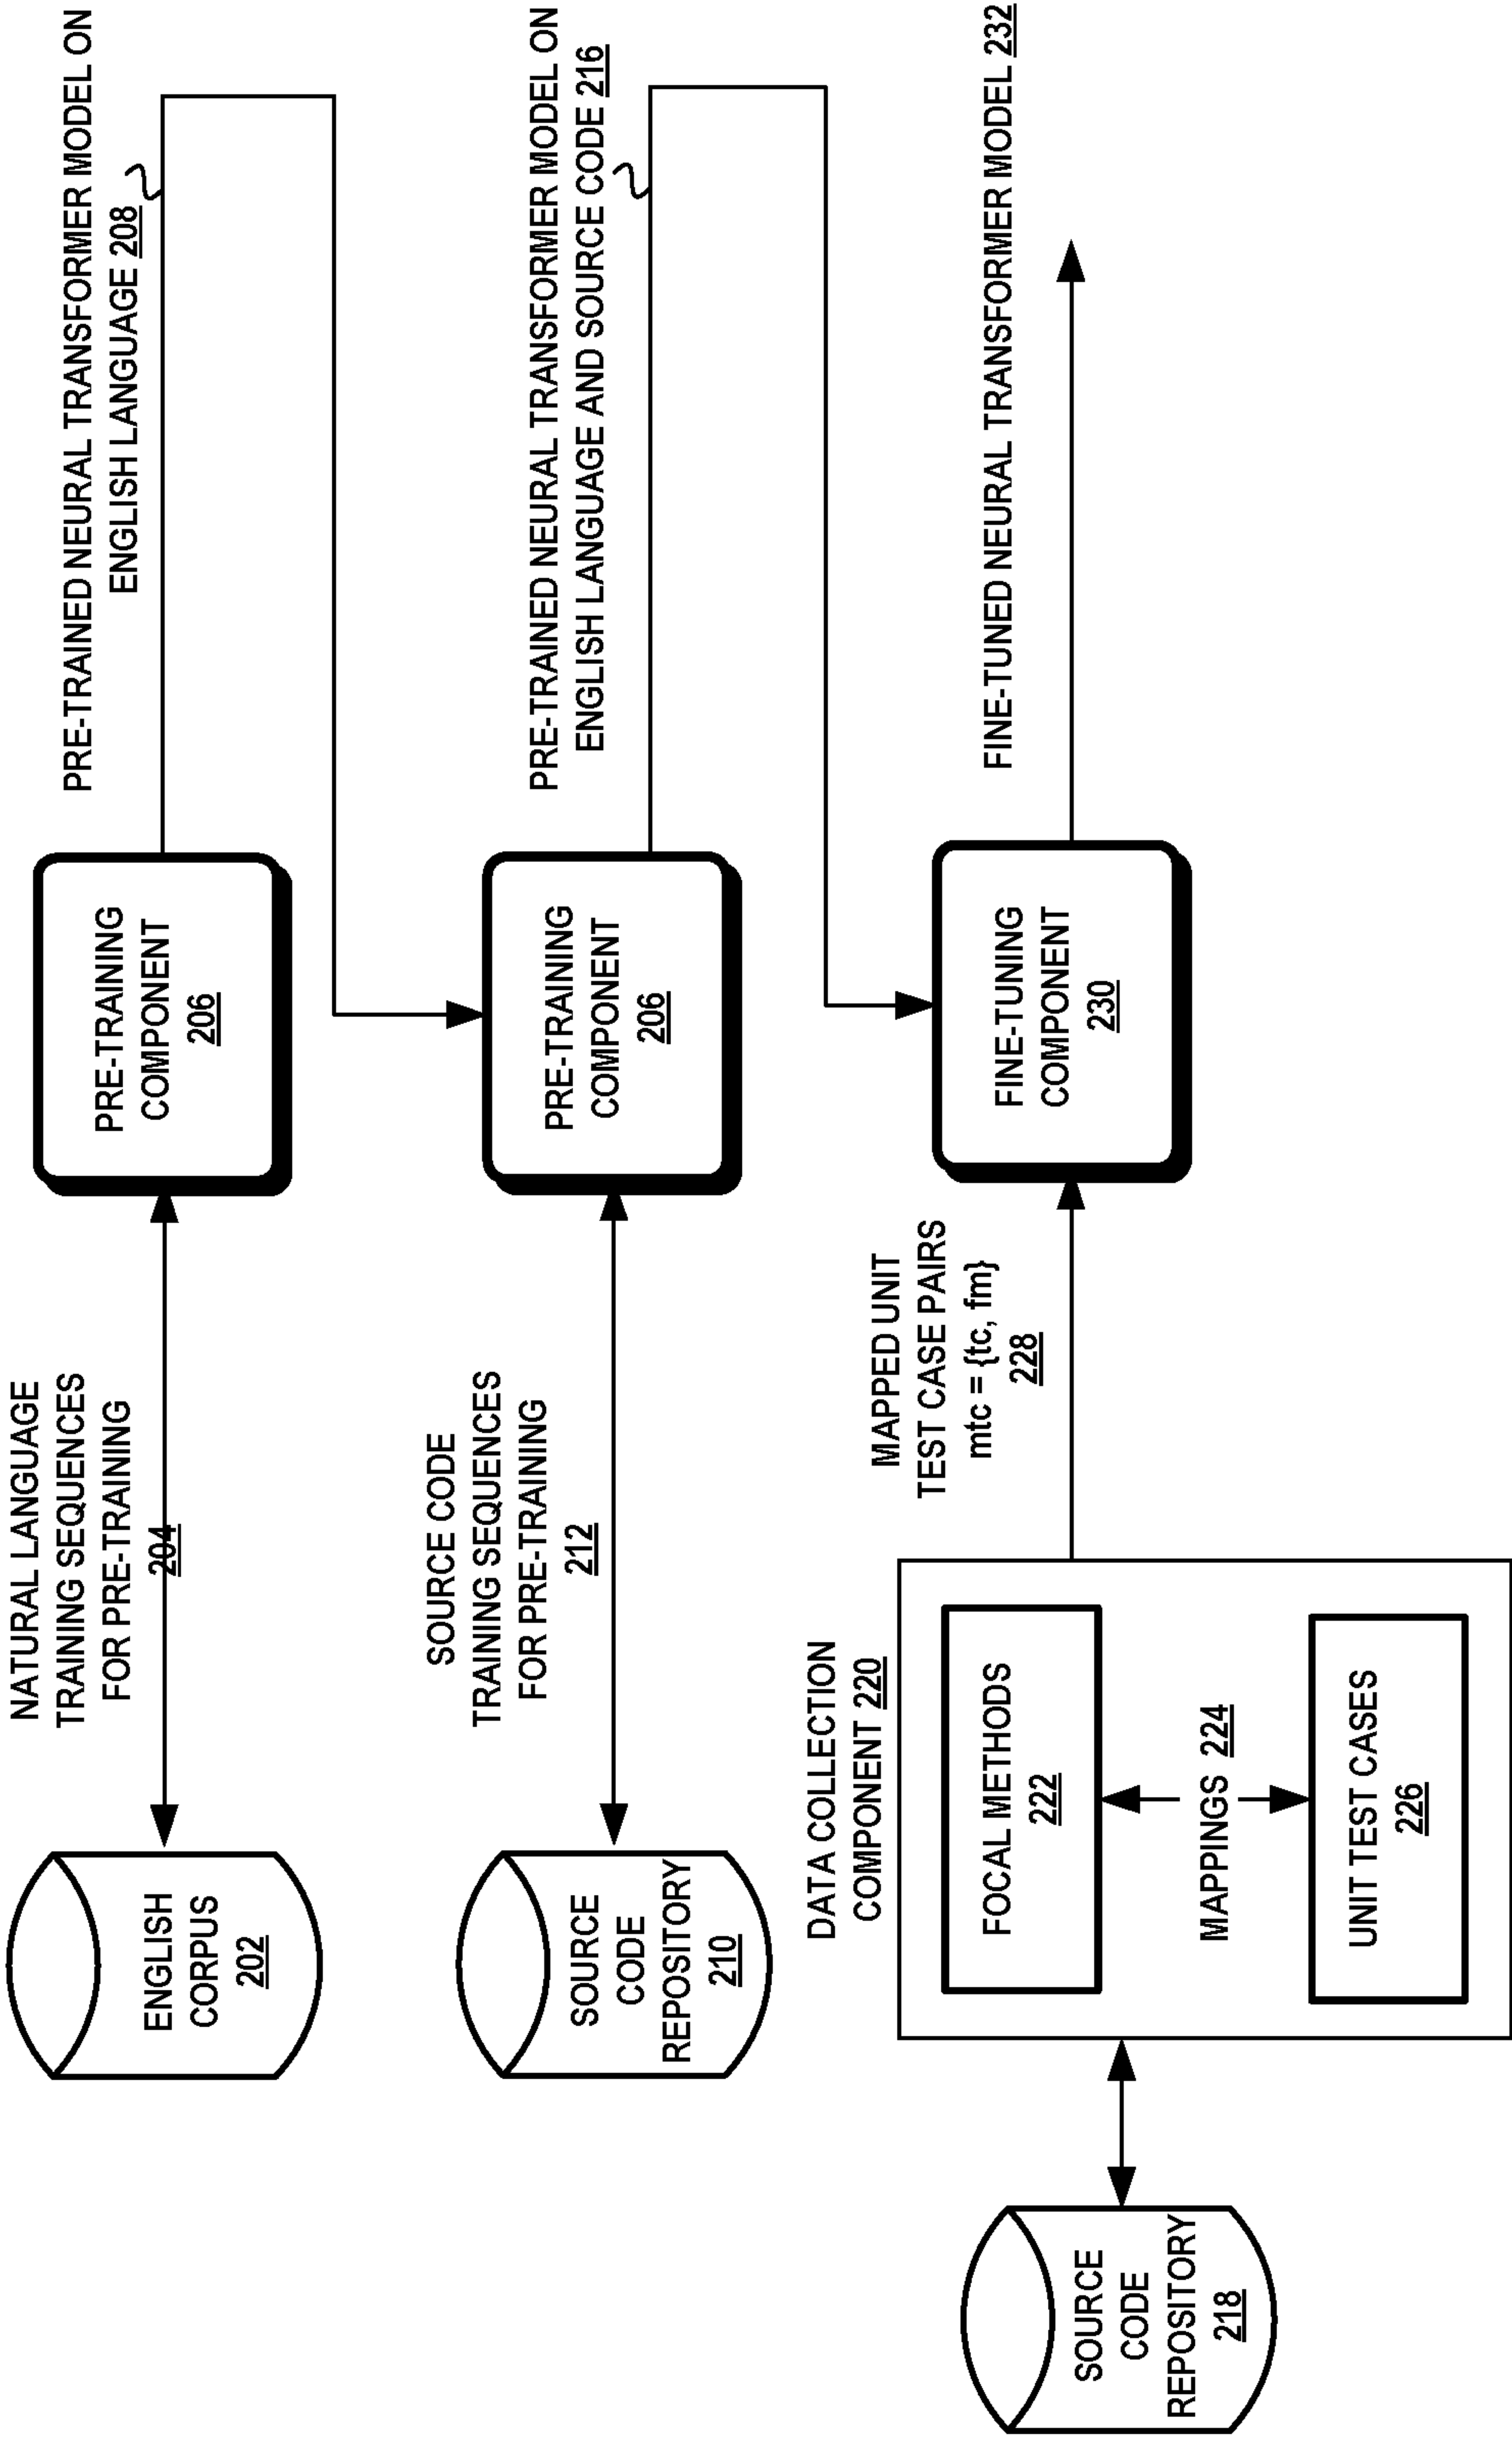 NATURAL LANGUAGE
TRAINING SEQUENCES
FOR PRE-TRAINING
204
ENGLISH
CORPUS
202
PRE-TRAINING
COMPONENT
206
PRE-TRAINED NEURAL TRANSFORMER MODEL ON
ENGLISH LANGUAGE 208
SOURCE CODE
TRAINING SEQUENCES
FOR PRE-TRAINING
212
SOURCE
CODE
REPOSITORY
210
PRE-TRAINING
COMPONENT
206
PRE-TRAINED NEURAL TRANSFORMER MODEL ON
ENGLISH LANGUAGE AND SOURCE CODE 216
SOURCE
CODE
REPOSITORY
218
DATA COLLECTION
COMPONENT 220
FOCAL METHODS
222
MAPPINGS 224
UNIT TEST CASES
226
MAPPED UNIT
TEST CASE PAIRS
mtc = {tc, fm}
228
FINE-TUNING
COMPONENT
230
FINE-TUNED NEURAL TRANSFORMER MODEL 232